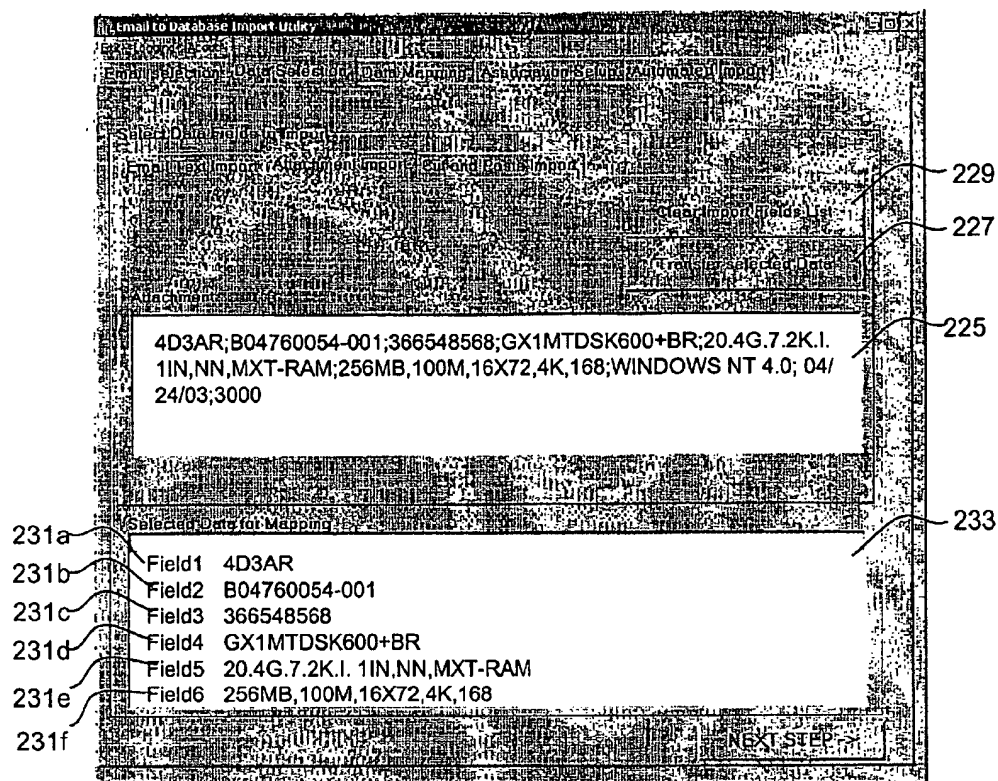 Email to Database Import Utility
Email Selection Data Selection Data Mapping Association Setup Automated Import
Select Data Fields to Import
Email Text Import Attachment Import
229
Clear Import Fields List
227
Transfer Selected Data
Attachments
225
4D3AR;B04760054-001;366548568;GX1MTDSK600+BR;20.4G.7.2K.I.
1IN,NN,MXT-RAM;256MB,100M,16X72,4K,168;WINDOWS NT 4.0; 04/
24/03;3000
Selected Data for Mapping
233
231a
Field1 4D3AR
231b
Field2 B04760054-001
231c
Field3 366548568
231d
Field4 GX1MTDSK600+BR
231e
Field5 20.4G.7.2K.I. 1IN,NN,MXT-RAM
231f
Field6 256MB,100M,16X72,4K,168
NEXT STEP ->